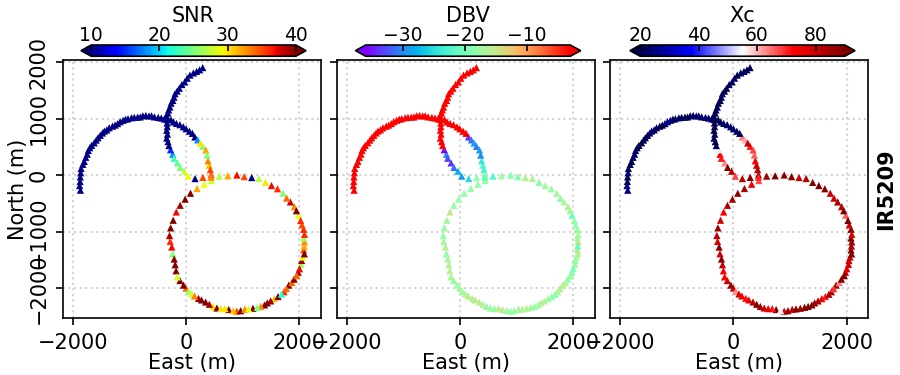 SNR DBV Xc
10 20 30 40 −30 −20 −10 20 40 60 80
2000
1000
0
−1000
−2000
North (m)
IR5209
−2000 0 2000 −2000 0 2000 −2000 0 2000
East (m) East (m) East (m)